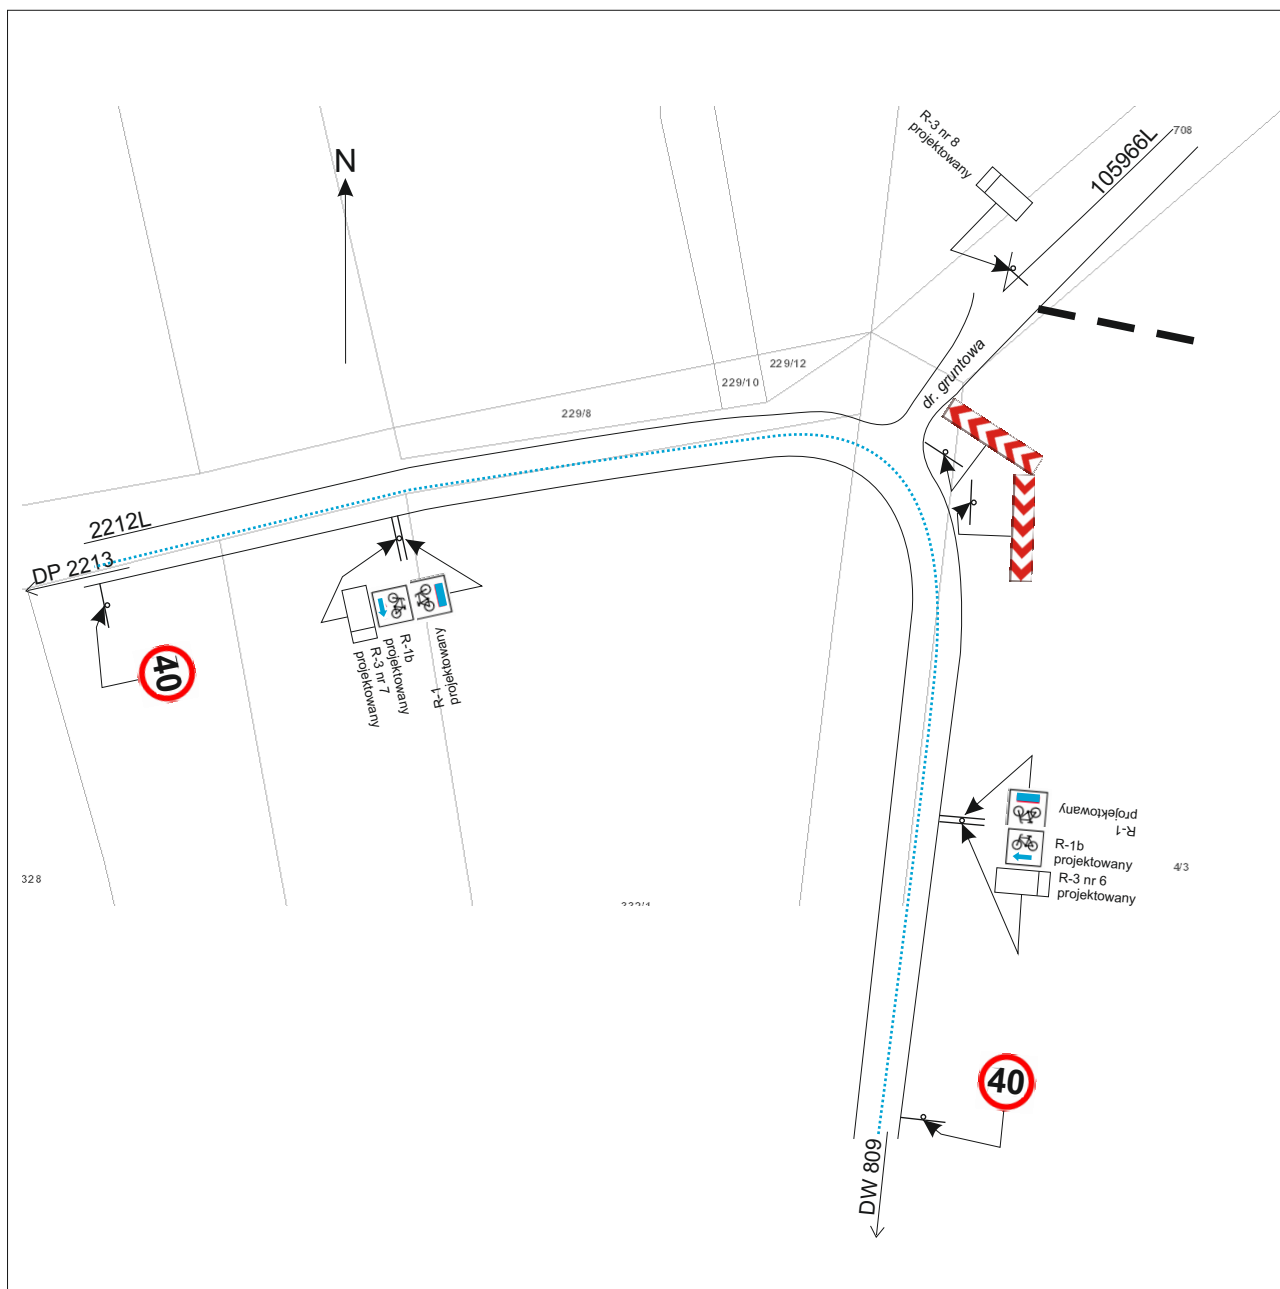 R-3 nr 8
projektowany
708
105966L
N
dr. gruntowa
229/12
229/10
229/8
2212L
DP 2213
40
R-1
projektowany
R-1b
projektowany
R-3 nr 7
projektowany
R-1
projektowany
R-1b
projektowany
R-3 nr 6
projektowany
4/3
328
332/1
40
DW 809